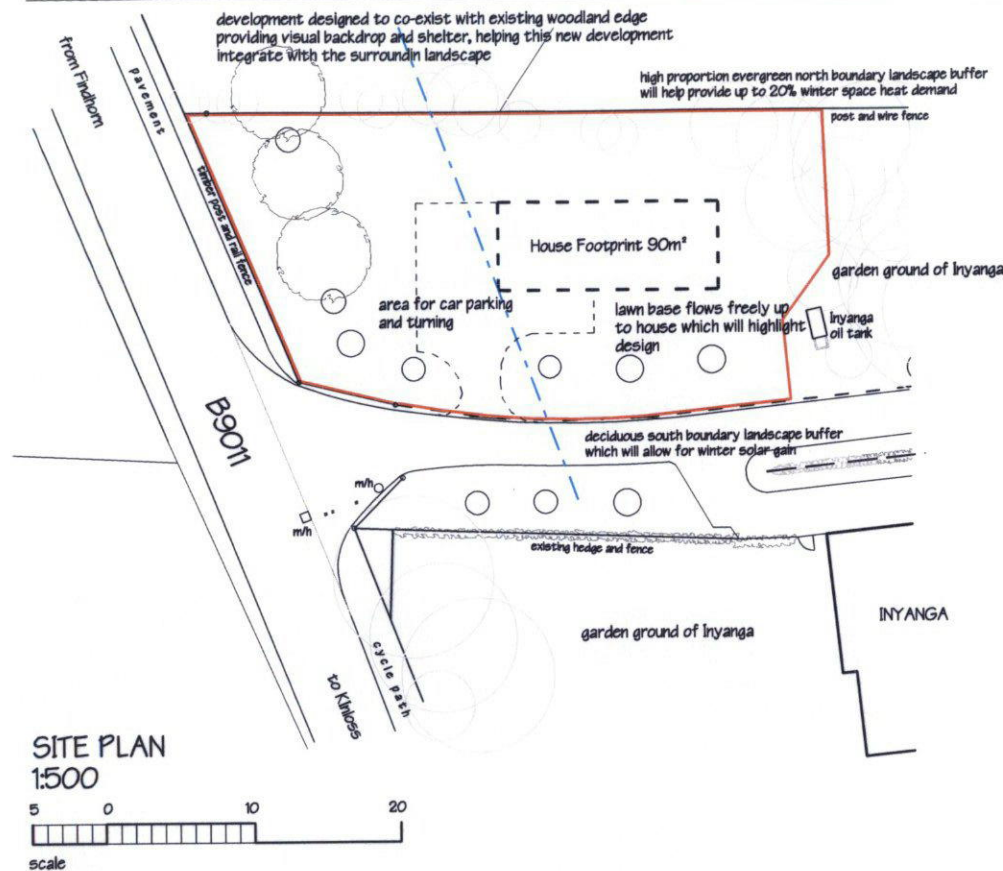 development designed to co-exist with existing woodland edge
providing visual backdrop and shelter, helping this new development
integrate with the surroundin landscape
from Findhorn
pavement
high proportion evergreen north boundary landscape buffer
will help provide up to 20% winter space heat demand
post and wire fence
timber post and rail fence
House Footprint 90m²
garden ground of Inyanga
area for car parking
and turning
lawn base flows freely up
to house which will highlight
design
Inyanga
oil tank
B9011
deciduous south boundary landscape buffer
which will allow for winter solar gain
m/h
m/h
existing hedge and fence
INYANGA
garden ground of Inyanga
cycle path
to Kinloss
SITE PLAN
1:500
5 0 10 20
scale